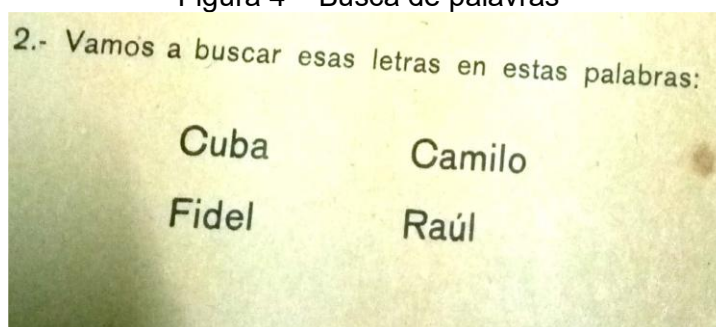 Figura 4 – Busca de palavras
2.- Vamos a buscar esas letras en estas palabras:
Cuba Camilo
Fidel Raúl